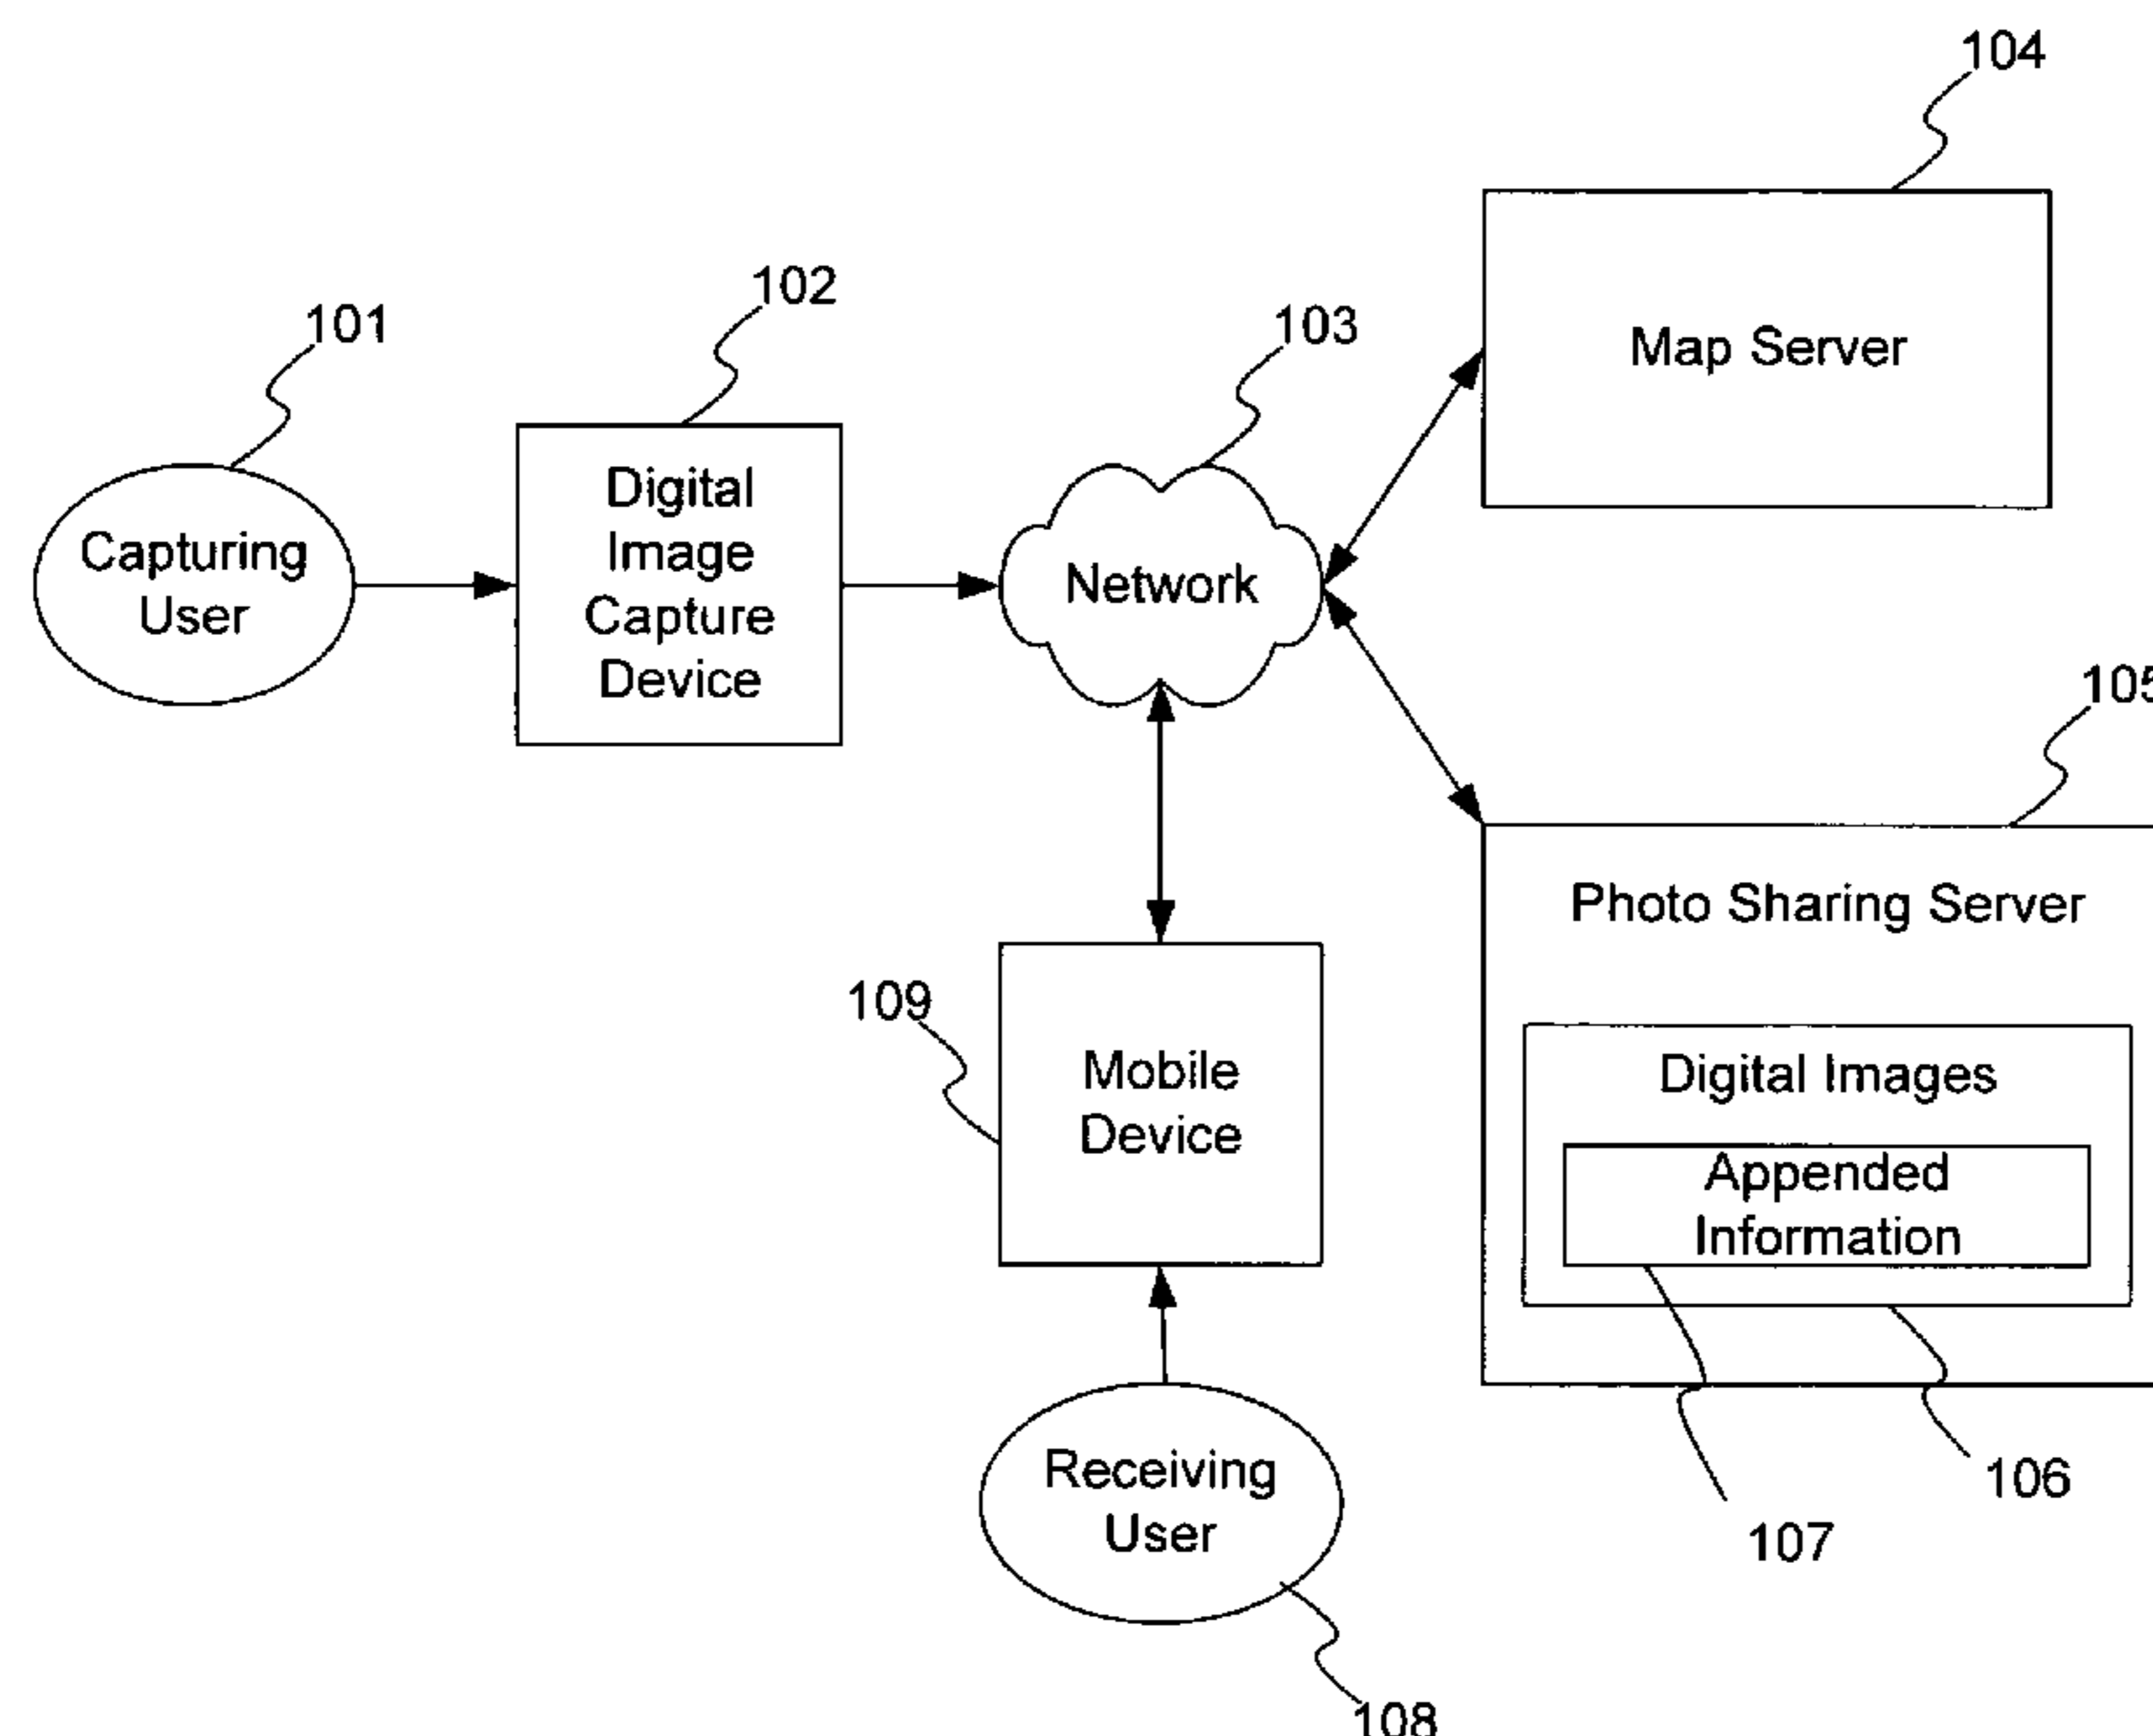 104
102
101
103
Map Server
Digital
Image
Capture
Device
Capturing
User
Network
105
Photo Sharing Server
109
Mobile
Device
Digital Images
Appended
Information
Receiving
User
106
107
108